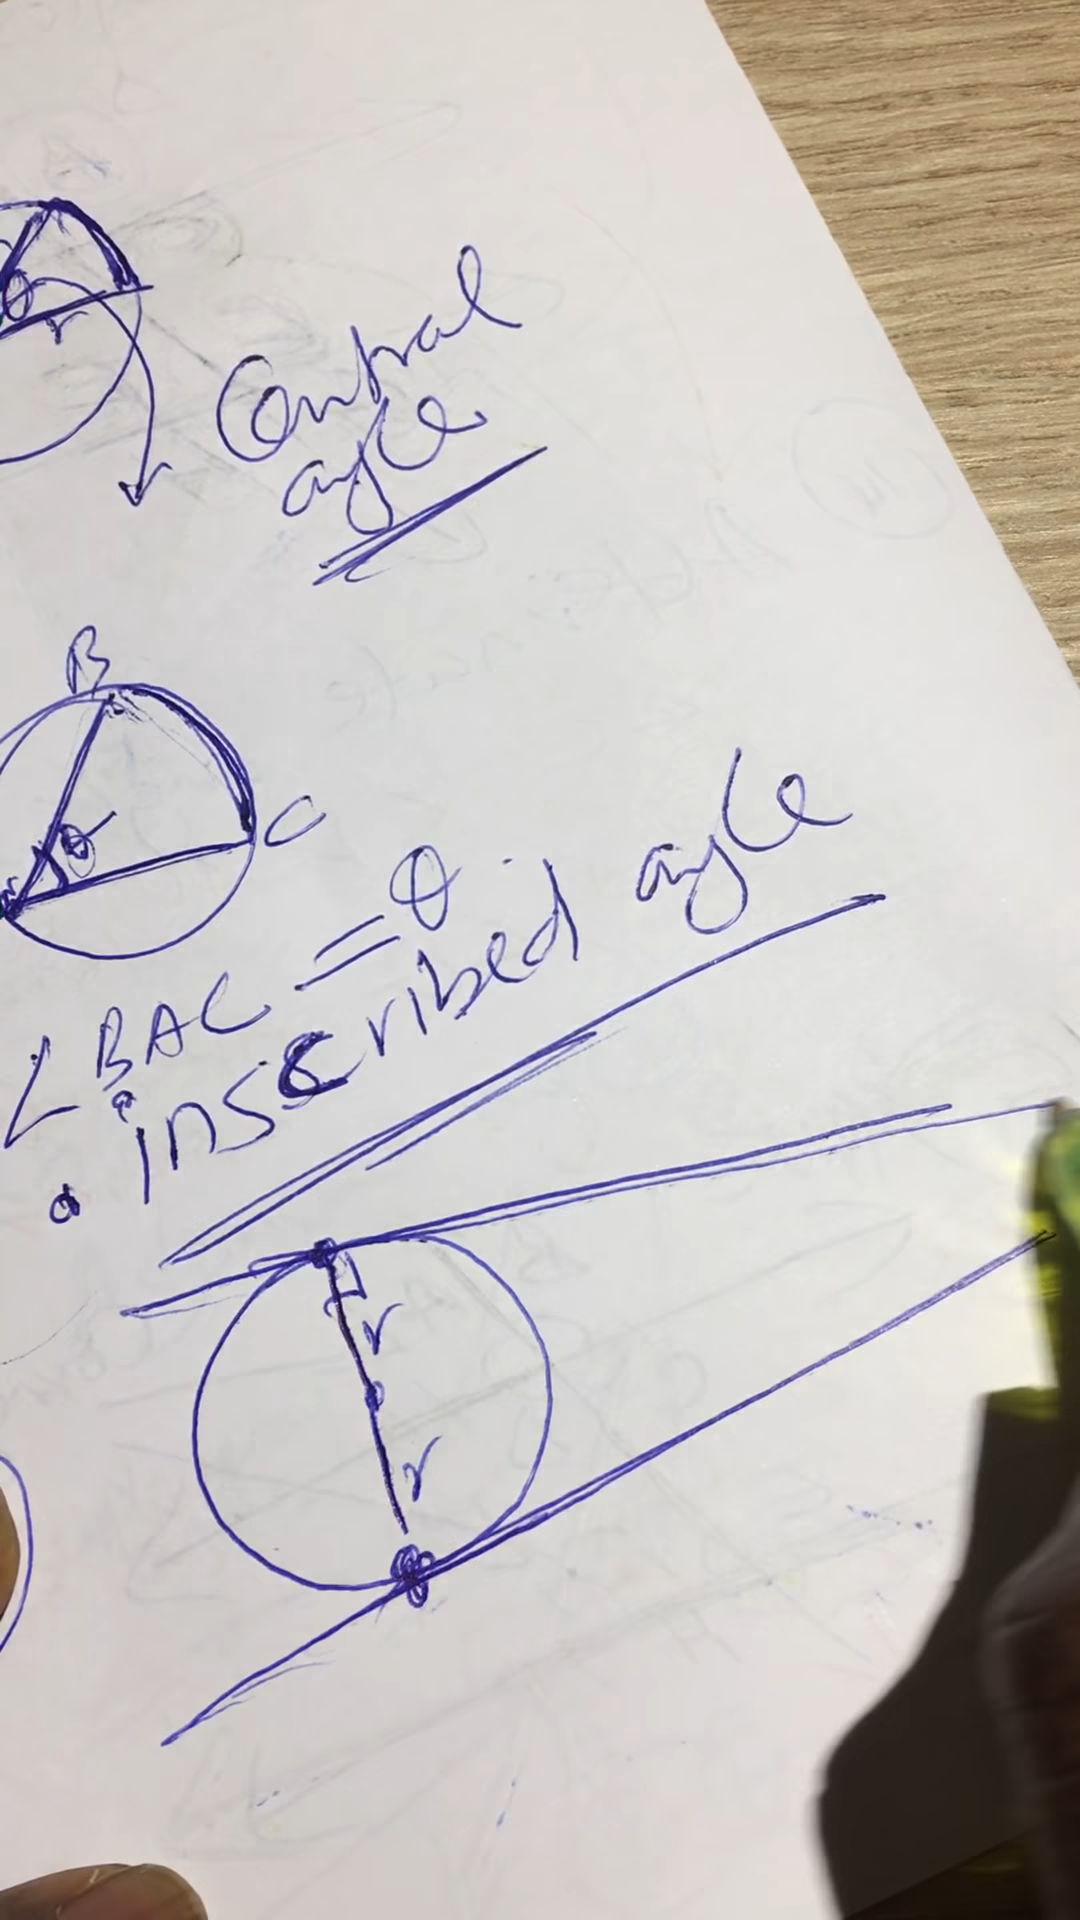 θ
r
Central
angle
B
C
θ
∠BAC = θ
inscribed angle
r
r